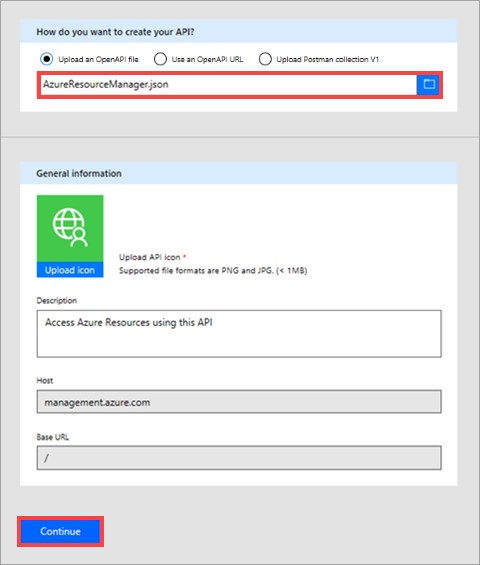 How do you want to create your API?
Upload an OpenAPI file Use an OpenAPI URL Upload Postman collection V1
AzureResourceManager.json
General information
Upload icon
Upload API icon *
Supported file formats are PNG and JPG. (< 1MB)
Description
Access Azure Resources using this API
Host
management.azure.com
Base URL
/
Continue